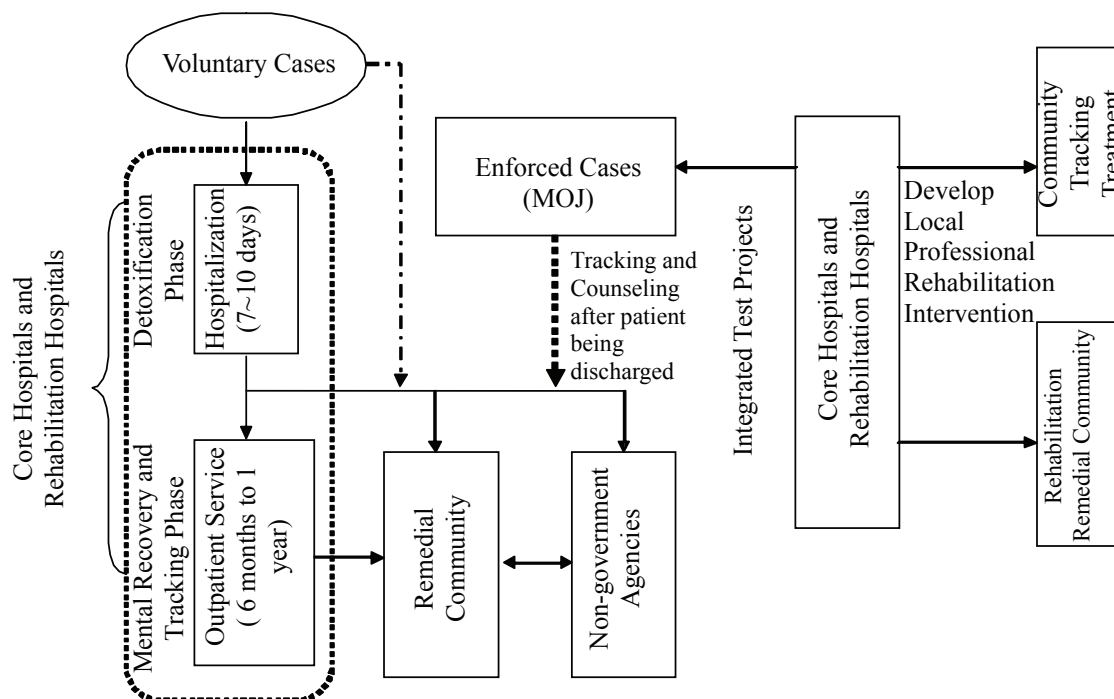 Voluntary Cases
Core Hospitals and
Rehabilitation Hospitals
Detoxification
Phase
Hospitalization
(7~10 days)
Mental Recovery and
Tracking Phase
Outpatient Service
( 6 months to 1
year)
Enforced Cases
(MOJ)
Tracking and
Counseling
after patient
being
discharged
Remedial
Community
Non-government
Agencies
Integrated Test Projects
Core Hospitals and
Rehabilitation Hospitals
Develop
Local
Professional
Rehabilitation
Intervention
Community
Tracking
Treatment
Rehabilitation
Remedial Community